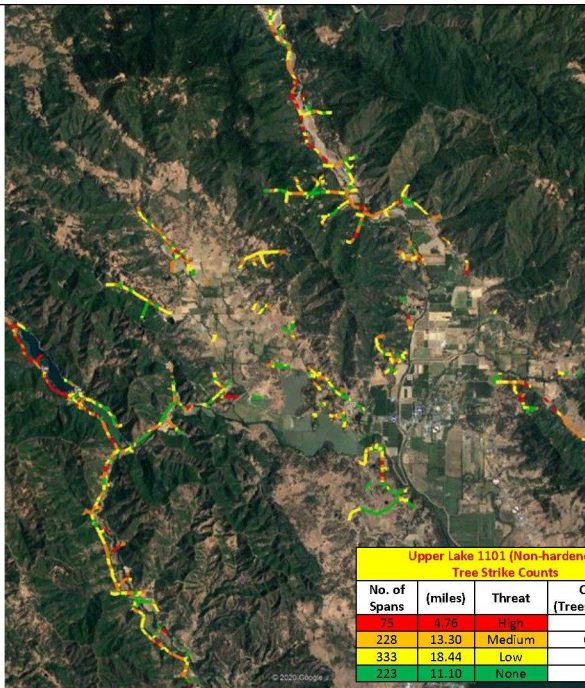 Upper Lake 1101 (Non-hardene
Tree Strike Counts
No. of Spans (miles) Threat (Tree
75 4.76 High
228 13.30 Medium
333 18.44 Low
223 11.10 None
© 2020 Google